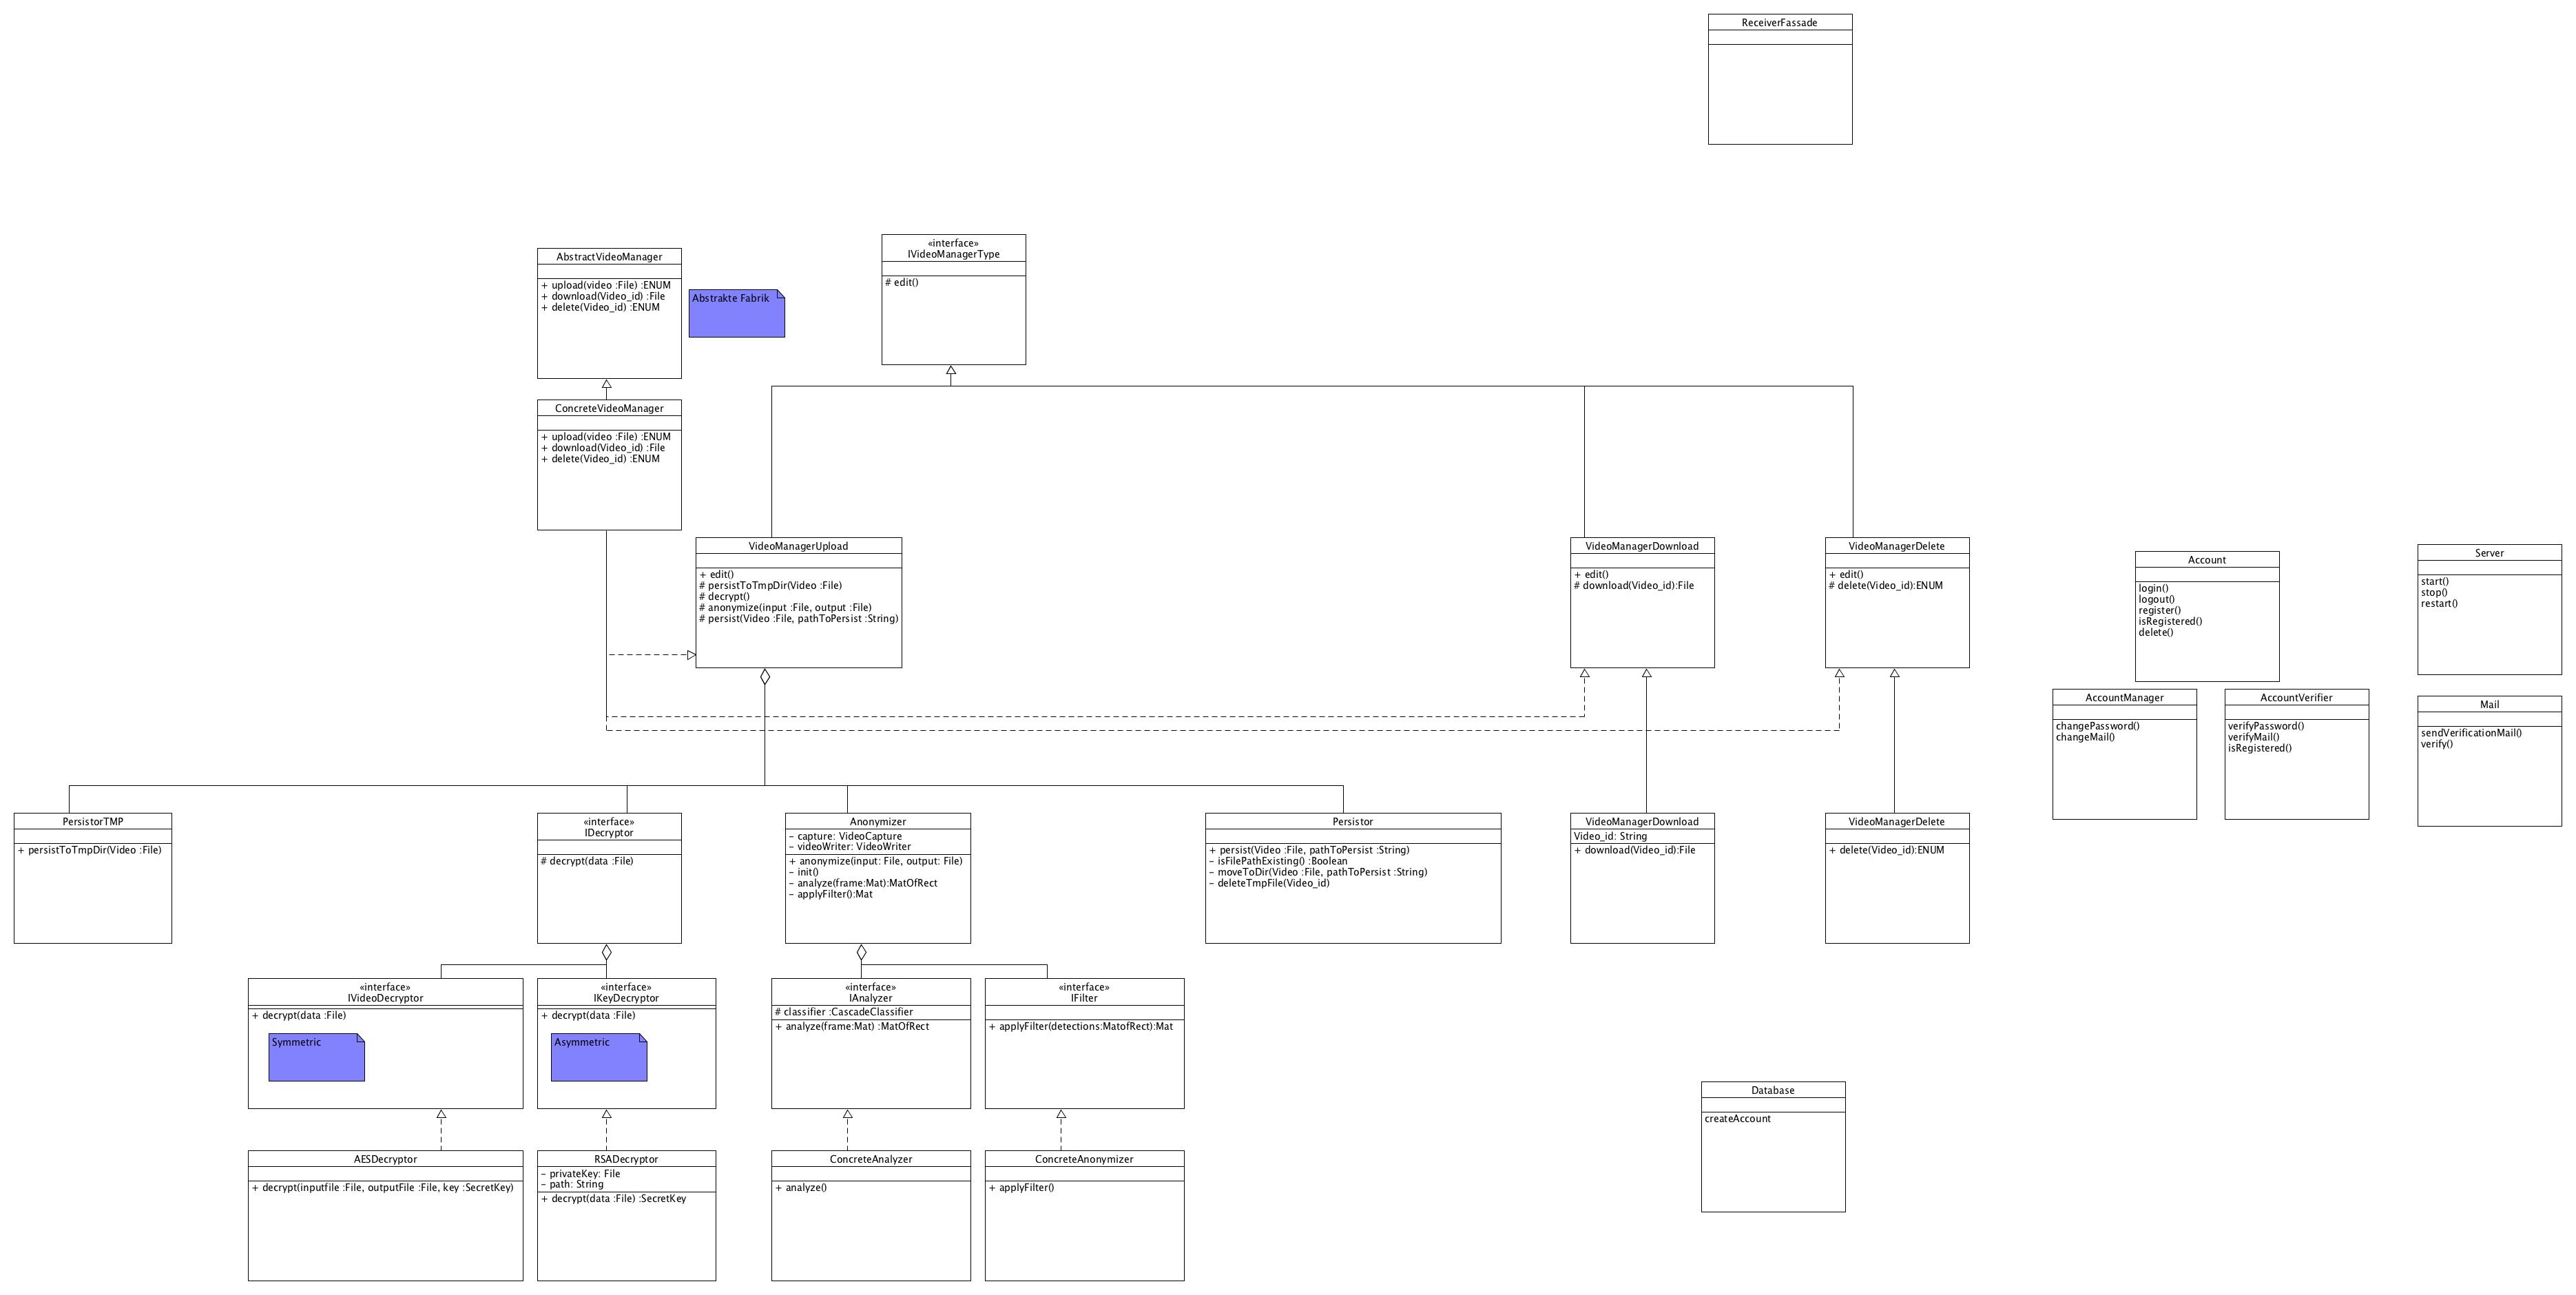 ReceiverFassade
AbstractVideoManager
+ upload(video :File) :ENUM
+ download(Video_id) :File
+ delete(Video_id) :ENUM
Abstrakte Fabrik
«interface»
IVideoManagerType
# edit()
ConcreteVideoManager
+ upload(video :File) :ENUM
+ download(Video_id) :File
+ delete(Video_id) :ENUM
VideoManagerUpload
+ edit()
# persistToTmpDir(Video :File)
# decrypt()
# anonymize(input :File, output :File)
# persist(Video :File, pathToPersist :String)
VideoManagerDownload
+ edit()
# download(Video_id):File
VideoManagerDelete
+ edit()
# delete(Video_id):ENUM
Account
login()
logout()
register()
isRegistered()
delete()
Server
start()
stop()
restart()
AccountManager
changePassword()
changeMail()
AccountVerifier
verifyPassword()
verifyMail()
isRegistered()
Mail
sendVerificationMail()
verify()
PersistorTMP
+ persistToTmpDir(Video :File)
«interface»
IDecryptor
# decrypt(data :File)
Anonymizer
− capture: VideoCapture
− videoWriter: VideoWriter
+ anonymize(input: File, output: File)
− init()
− analyze(frame:Mat):MatOfRect
− applyFilter():Mat
Persistor
+ persist(Video :File, pathToPersist :String)
− isFilePathExisting() :Boolean
− moveToDir(Video :File, pathToPersist :String)
− deleteTmpFile(Video_id)
VideoManagerDownload
Video_id: String
+ download(Video_id):File
VideoManagerDelete
+ delete(Video_id):ENUM
«interface»
IVideoDecryptor
+ decrypt(data :File)
Symmetric
«interface»
IKeyDecryptor
+ decrypt(data :File)
Asymmetric
«interface»
IAnalyzer
# classifier :CascadeClassifier
+ analyze(frame:Mat) :MatOfRect
«interface»
IFilter
+ applyFilter(detections:MatofRect):Mat
Database
createAccount
AESDecryptor
+ decrypt(inputfile :File, outputFile :File, key :SecretKey)
RSADecryptor
− privateKey: File
− path: String
+ decrypt(data :File) :SecretKey
ConcreteAnalyzer
+ analyze()
ConcreteAnonymizer
+ applyFilter()